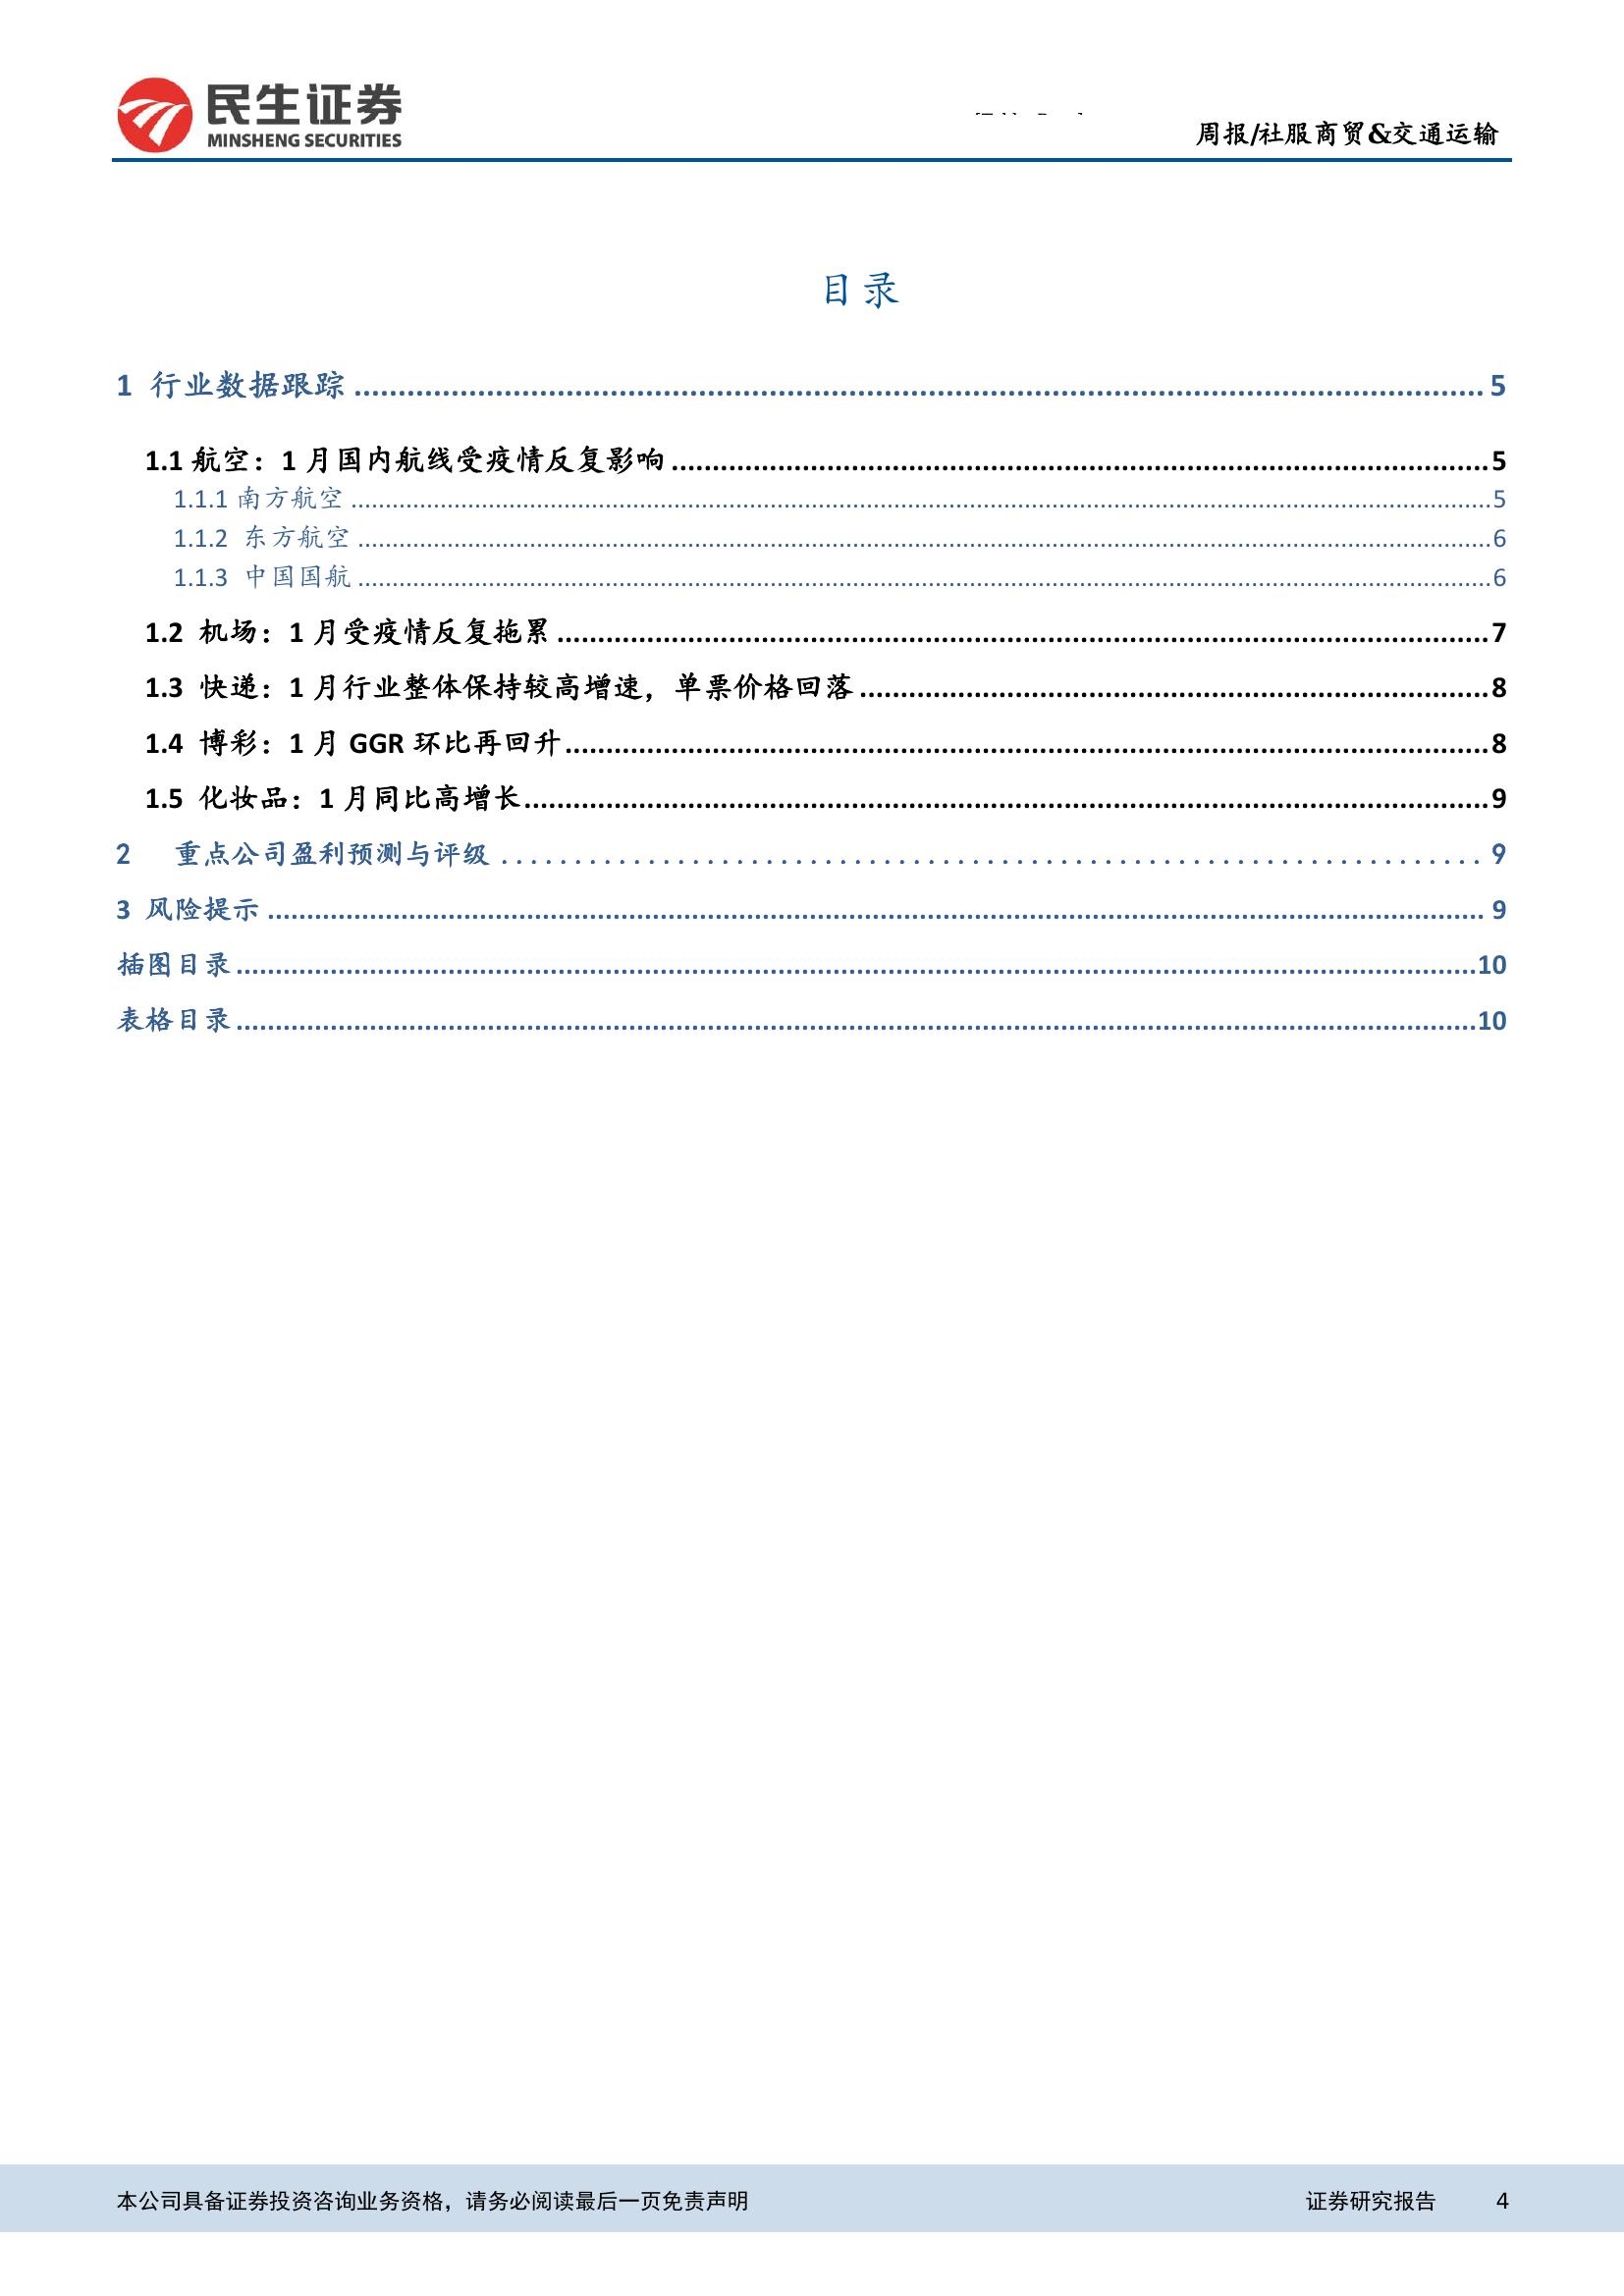 民生证券
MINSHENG SECURITIES
周报/社服商贸&交通运输
目录
1 行业数据跟踪 5
1.1 航空：1 月国内航线受疫情反复影响 5
1.1.1 南方航空 5
1.1.2 东方航空 6
1.1.3 中国国航 6
1.2 机场：1 月受疫情反复拖累 7
1.3 快递：1 月行业整体保持较高增速，单票价格回落 8
1.4 博彩：1 月 GGR 环比再回升 8
1.5 化妆品：1 月同比高增长 9
2 重点公司盈利预测与评级 9
3 风险提示 9
插图目录 10
表格目录 10
本公司具备证券投资咨询业务资格，请务必阅读最后一页免责声明 证券研究报告 4